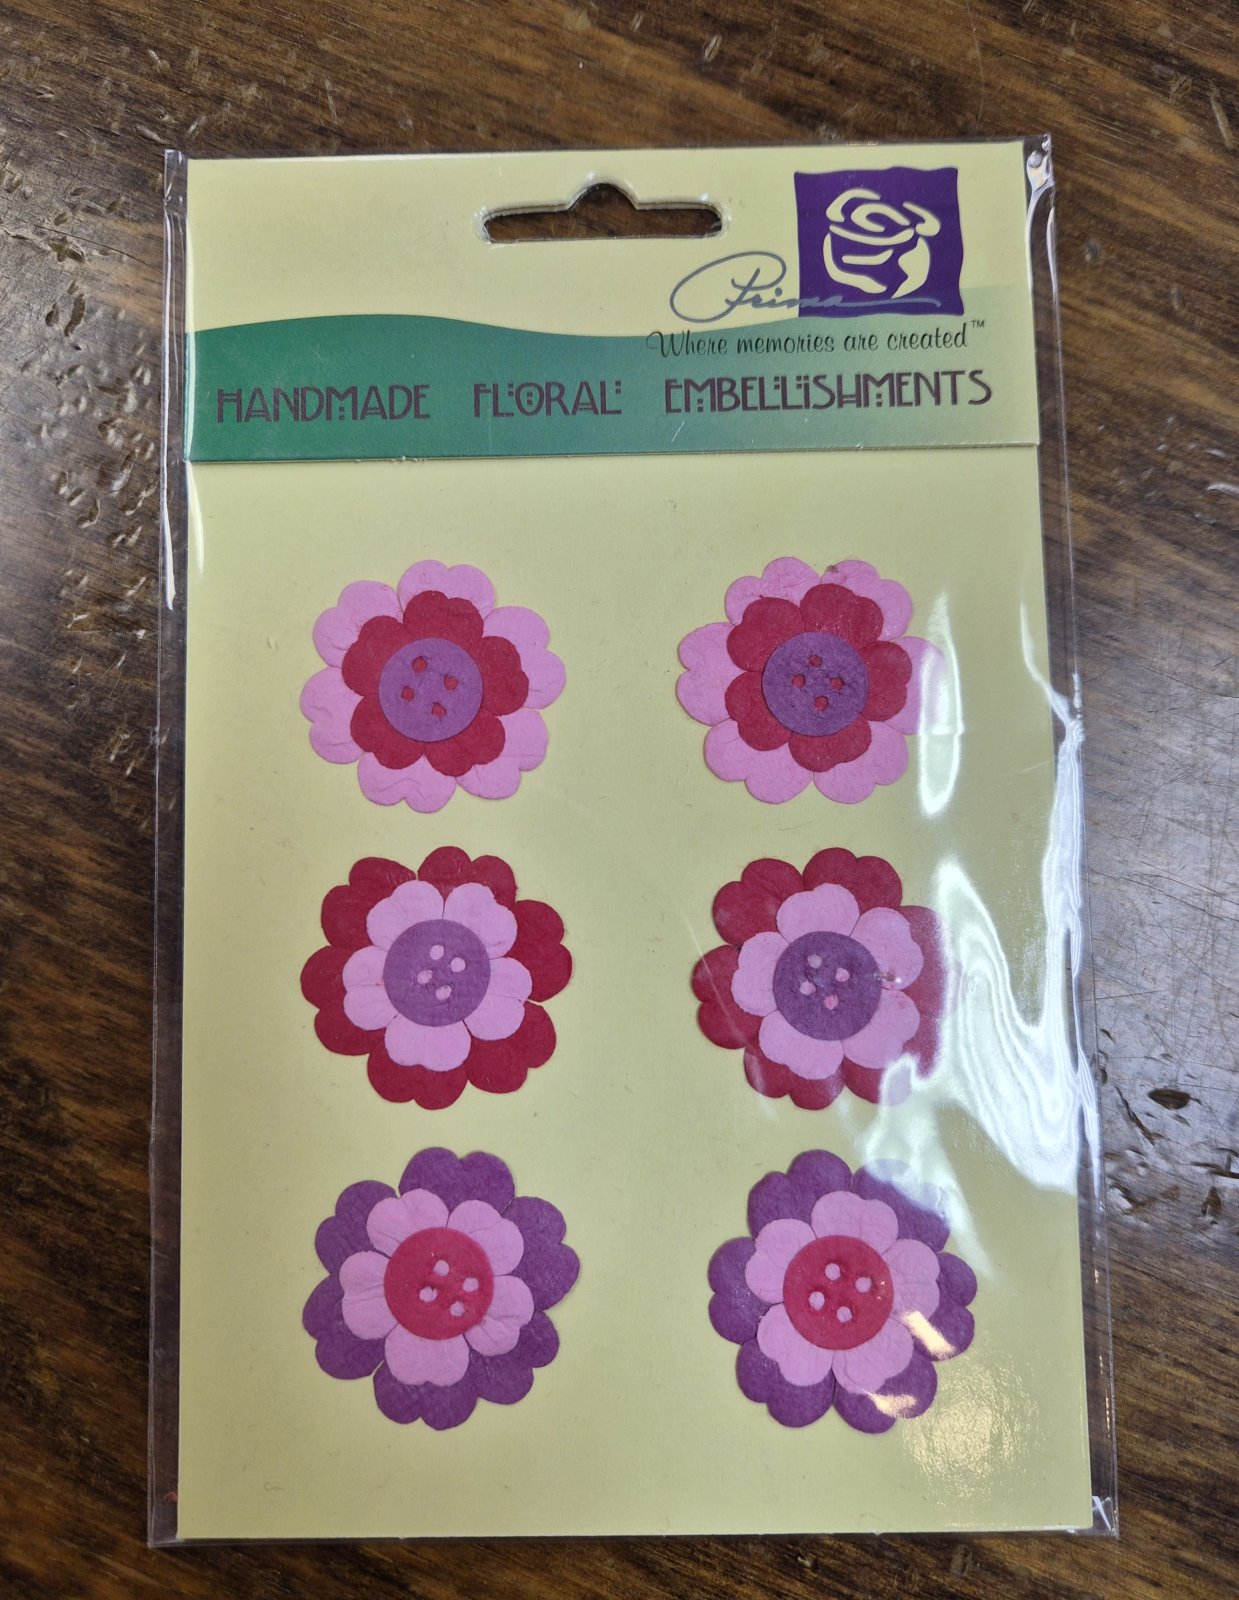 Prima
Where memories are created™
HANDMADE FLORAL EMBELLISHMENTS